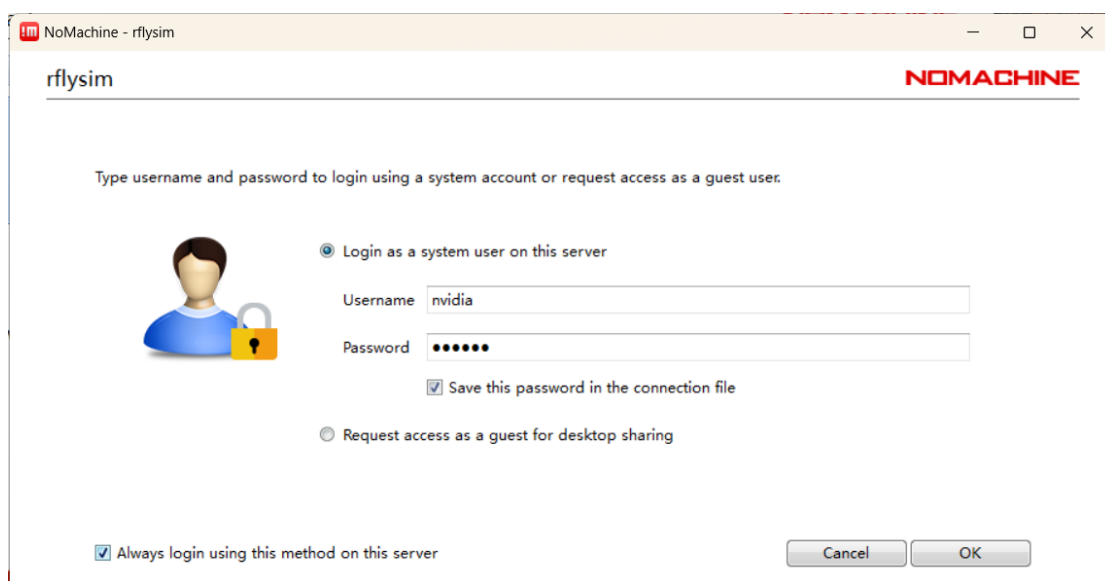 NoMachine - rflysim
rflysim
NOMACHINE
Type username and password to login using a system account or request access as a guest user.
Login as a system user on this server
Username nvidia
Password ●●●●●●
Save this password in the connection file
Request access as a guest for desktop sharing
Always login using this method on this server
Cancel OK